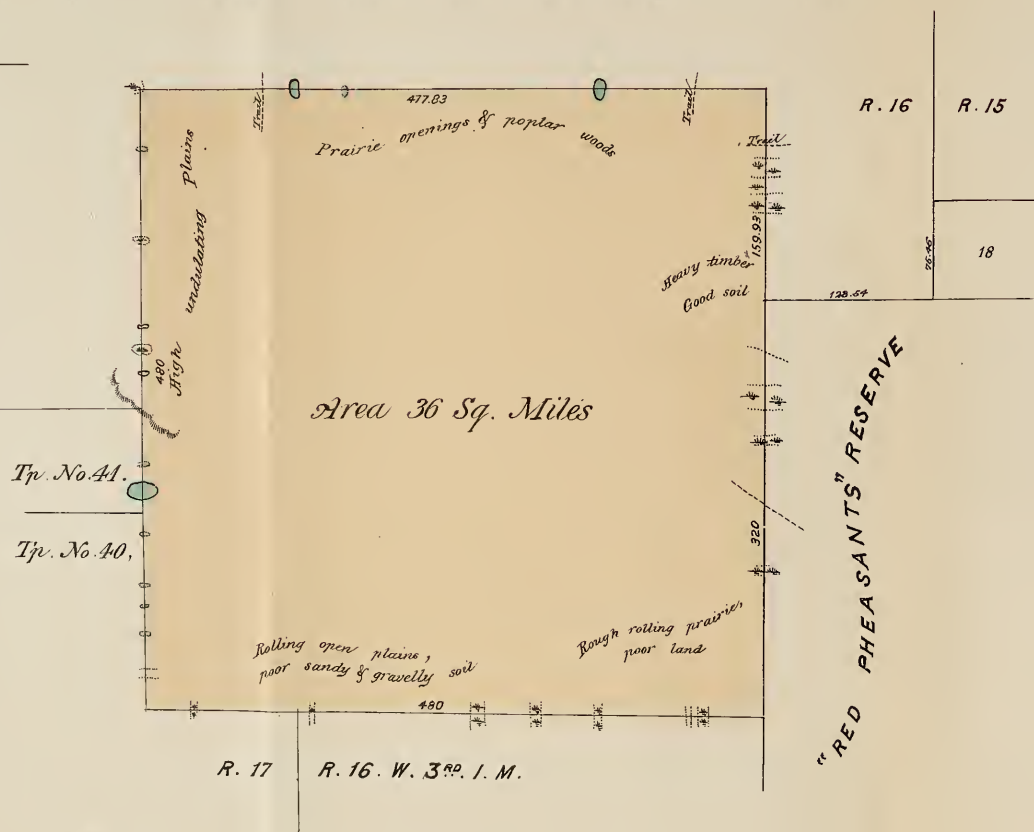 477.83
Trail
Trail
Prairie openings & poplar woods
R. 16
R. 15
Trail
High undulating Plains
480
159.93
Heavy timber
Good soil
76.46
18
128.54
Area 36 Sq. Miles
"RED PHEASANTS" RESERVE
Tp. No. 41.
Tp. No. 40,
320
Rolling open plains,
poor sandy & gravelly soil
Rough rolling prairie,
poor land
480
R. 17
R. 16. W. 3RD. I. M.